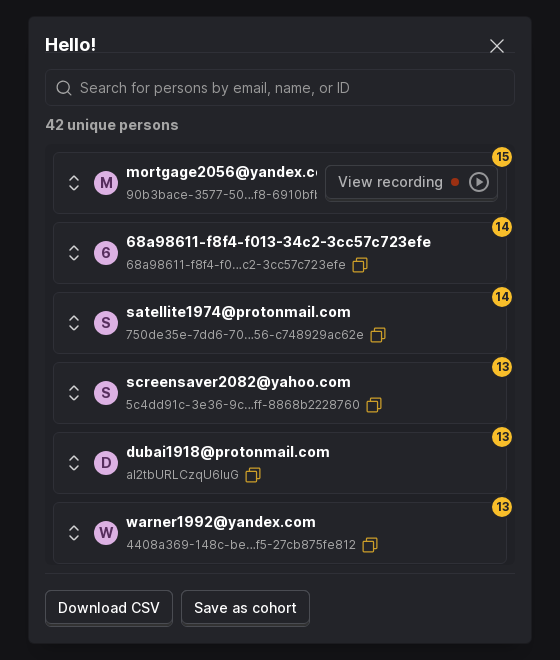 Hello!
Search for persons by email, name, or ID
42 unique persons
15
M mortgage2056@yandex.c
90b3bace-3577-50...f8-6910bf
View recording
14
6 68a98611-f8f4-f013-34c2-3cc57c723efe
68a98611-f8f4-f0...c2-3cc57c723efe
14
S satellite1974@protonmail.com
750de35e-7dd6-70...56-c748929ac62e
13
S screensaver2082@yahoo.com
5c4dd91c-3e36-9c...ff-8868b2228760
13
D dubai1918@protonmail.com
al2tbURLCzqU6luG
13
W warner1992@yandex.com
4408a369-148c-be...f5-27cb875fe812
Download CSV
Save as cohort